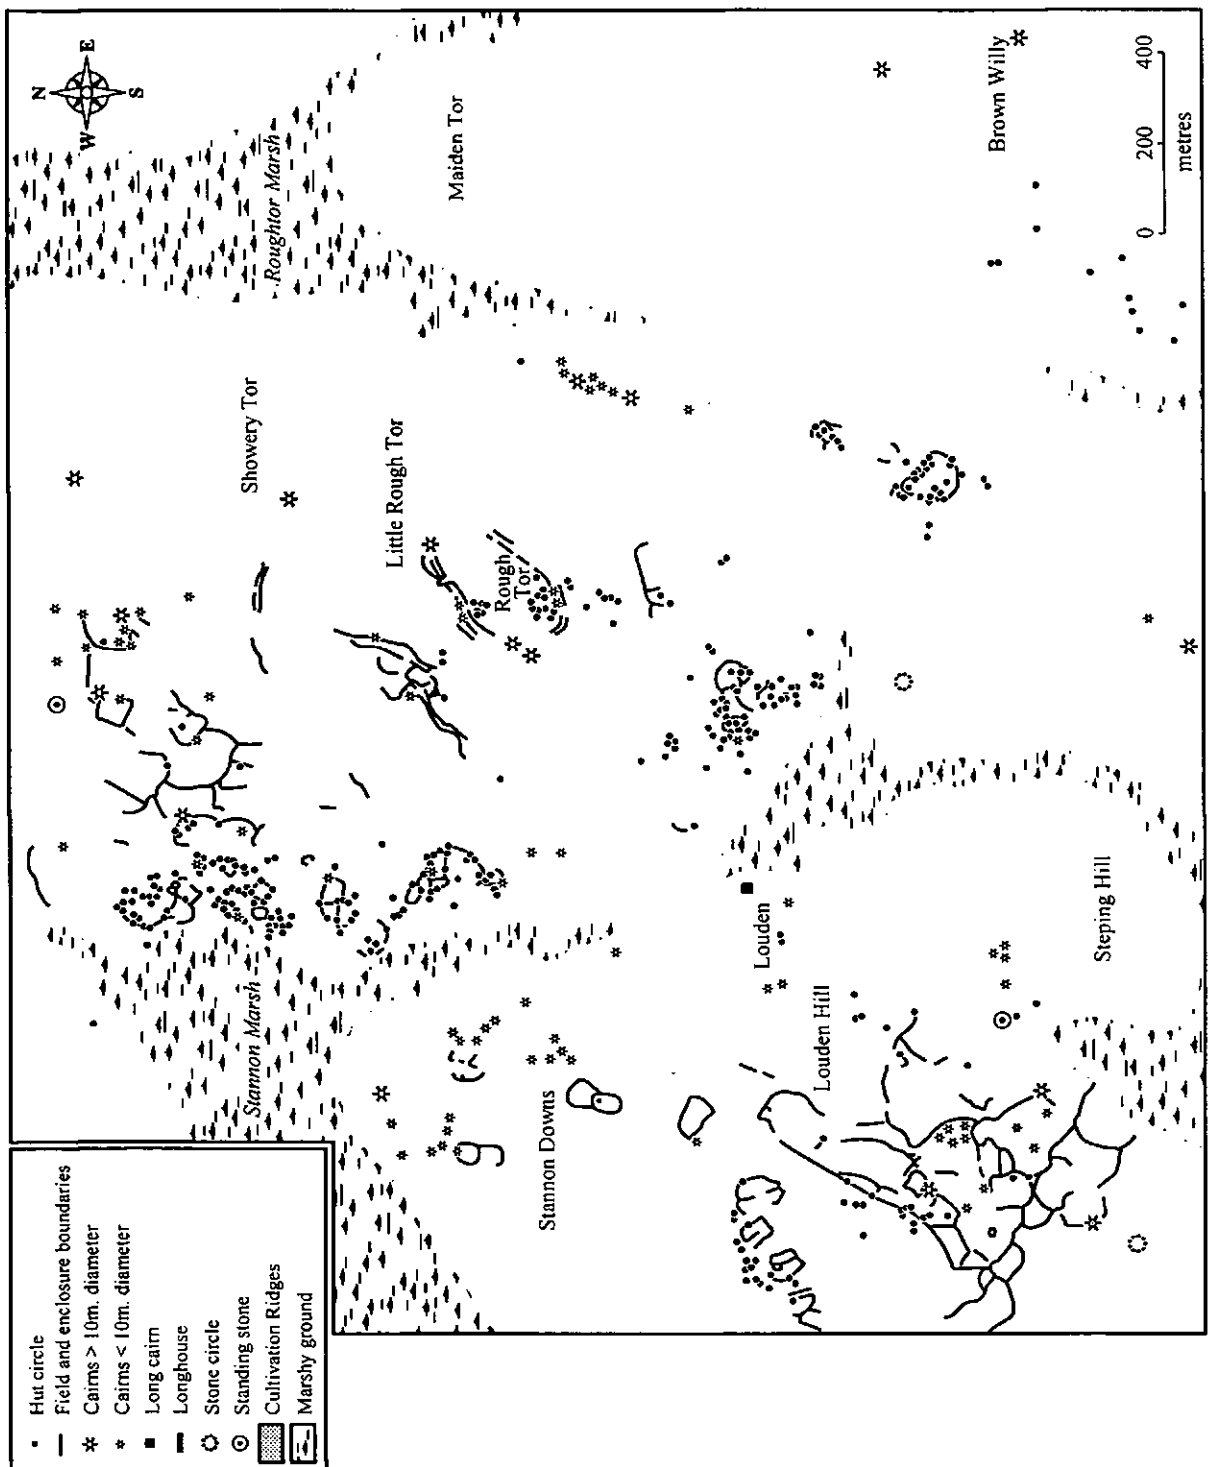 N
E
W
S
Roughtor Marsh
Maiden Tor
Brown Willy
0 200 400
metres
Showery Tor
Little Rough Tor
Rough
Tor
Stannon Marsh
Stannon Downs
Louden
Louden Hill
Steping Hill
Hut circle
Field and enclosure boundaries
Cairns > 10m. diameter
Cairns < 10m. diameter
Long cairn
Longhouse
Stone circle
Standing stone
Cultivation Ridges
Marshy ground